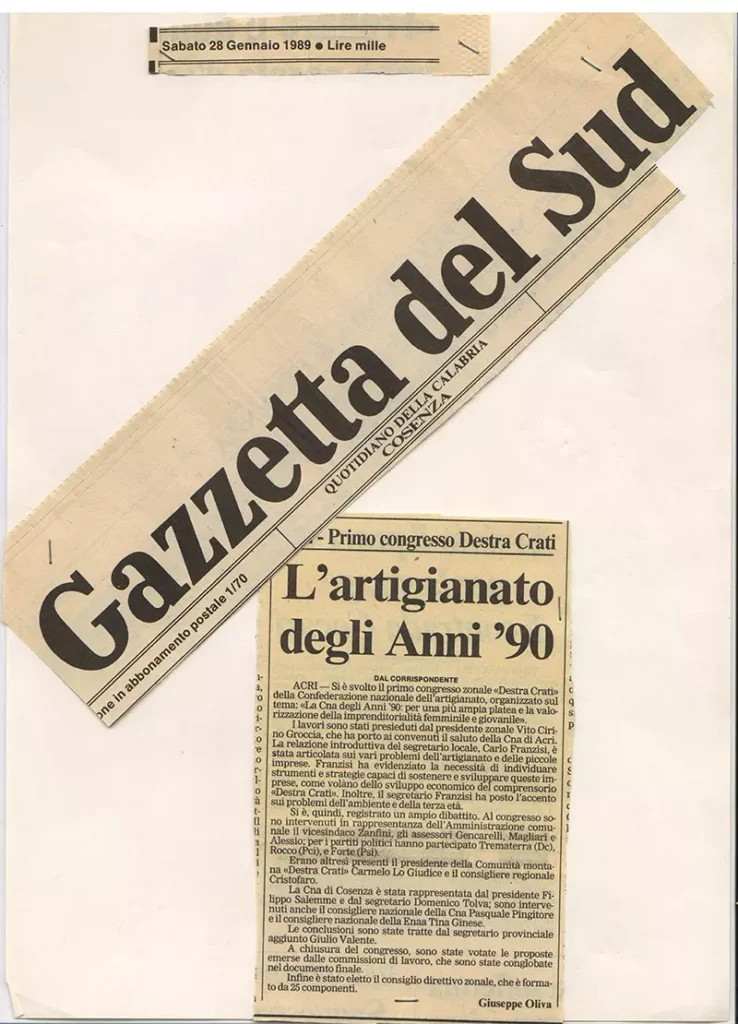 Sabato 28 Gennaio 1989 ● Lire mille
Gazzetta del Sud
QUOTIDIANO DELLA CALABRIA
COSENZA
one in abbonamento postale 1/70
- Primo congresso Destra Crati
L'artigianato
degli Anni '90
DAL CORRISPONDENTE
ACRI — Si è svolto il primo congresso zonale «Destra Crati»
della Confederazione nazionale dell'artigianato, organizzato sul
tema: «La Cna degli Anni '90: per una più ampia platea e la valo-
rizzazione della imprenditorialità femminile e giovanile».
I lavori sono stati presieduti dal presidente zonale Vito Ciri-
no Groccia, che ha porto ai convenuti il saluto della Cna di Acri.
La relazione introduttiva del segretario locale, Carlo Franzisi, è
stata articolata sui vari problemi dell'artigianato e delle piccole
imprese. Franzisi ha evidenziato la necessità di individuare
strumenti e strategie capaci di sostenere e sviluppare queste im-
prese, come volàno dello sviluppo economico del comprensorio
«Destra Crati». Inoltre, il segretario Franzisi ha posto l'accento
sui problemi dell'ambiente e della terza età.
Si è, quindi, registrato un ampio dibattito. Al congresso so-
no intervenuti in rappresentanza dell'Amministrazione comu-
nale il vicesindaco Zanfini, gli assessori Gencarelli, Magliari e
Alessio; per i partiti politici hanno partecipato Trematerra (Dc),
Rocco (Pci), e Forte (Psi).
Erano altresì presenti il presidente della Comunità monta-
na «Destra Crati» Carmelo Lo Giudice e il consigliere regionale
Cristofaro.
La Cna di Cosenza è stata rappresentata dal presidente Fi-
lippo Salemme e dal segretario Domenico Tolva; sono interve-
nuti anche il consigliere nazionale della Cna Pasquale Pingitore
e il consigliere nazionale della Enaa Tina Ginese.
Le conclusioni sono state tratte dal segretario provinciale
aggiunto Giulio Valente.
A chiusura del congresso, sono state votate le proposte
emerse dalle commissioni di lavoro, che sono state conglobate
nel documento finale.
Infine è stato eletto il consiglio direttivo zonale, che è forma-
to da 25 componenti.
Giuseppe Oliva